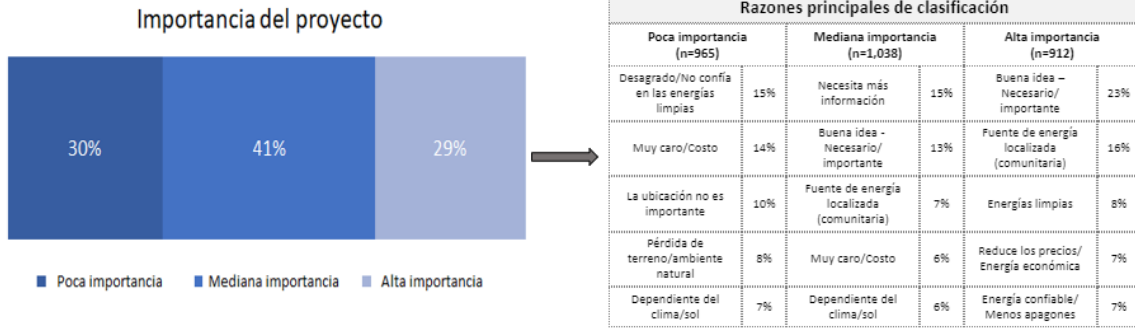 Importancia del proyecto
30%
41%
29%
Poca importancia
Mediana importancia
Alta importancia
Razones principales de clasificación
Poca importancia
(n=965)
Mediana importancia
(n=1,038)
Alta importancia
(n=912)
Desagrado/No confía
en las energías
limpias
15%
Necesita más
información
15%
Buena idea –
Necesario/
importante
23%
Muy caro/Costo
14%
Buena idea -
Necesario/
importante
13%
Fuente de energía
localizada
(comunitaria)
16%
La ubicación no es
importante
10%
Fuente de energía
localizada
(comunitaria)
7%
Energías limpias
8%
Pérdida de
terreno/ambiente
natural
8%
Muy caro/Costo
6%
Reduce los precios/
Energía económica
7%
Dependiente del
clima/sol
7%
Dependiente del
clima/sol
6%
Energía confiable/
Menos apagones
7%